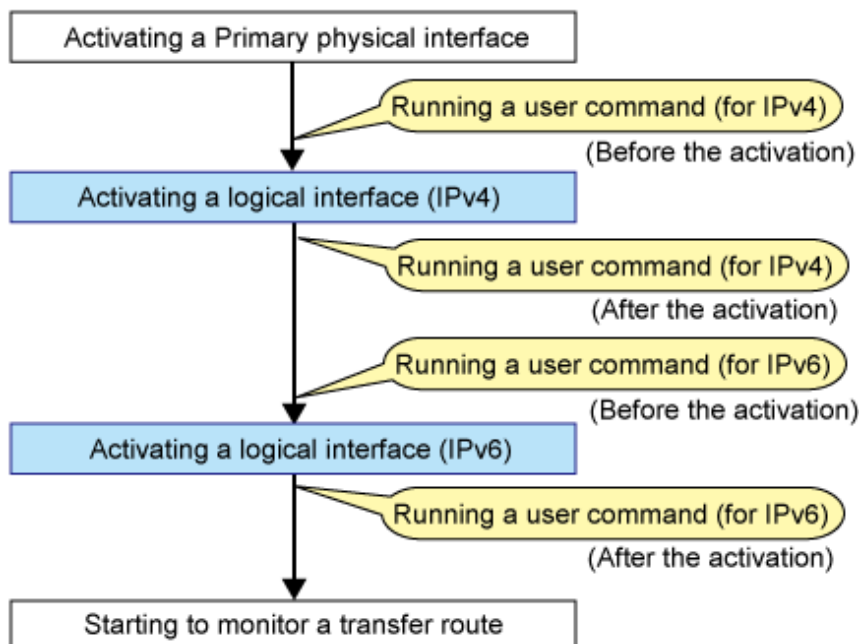 Activating a Primary physical interface
Running a user command (for IPv4)
(Before the activation)
Activating a logical interface (IPv4)
Running a user command (for IPv4)
(After the activation)
Running a user command (for IPv6)
(Before the activation)
Activating a logical interface (IPv6)
Running a user command (for IPv6)
(After the activation)
Starting to monitor a transfer route